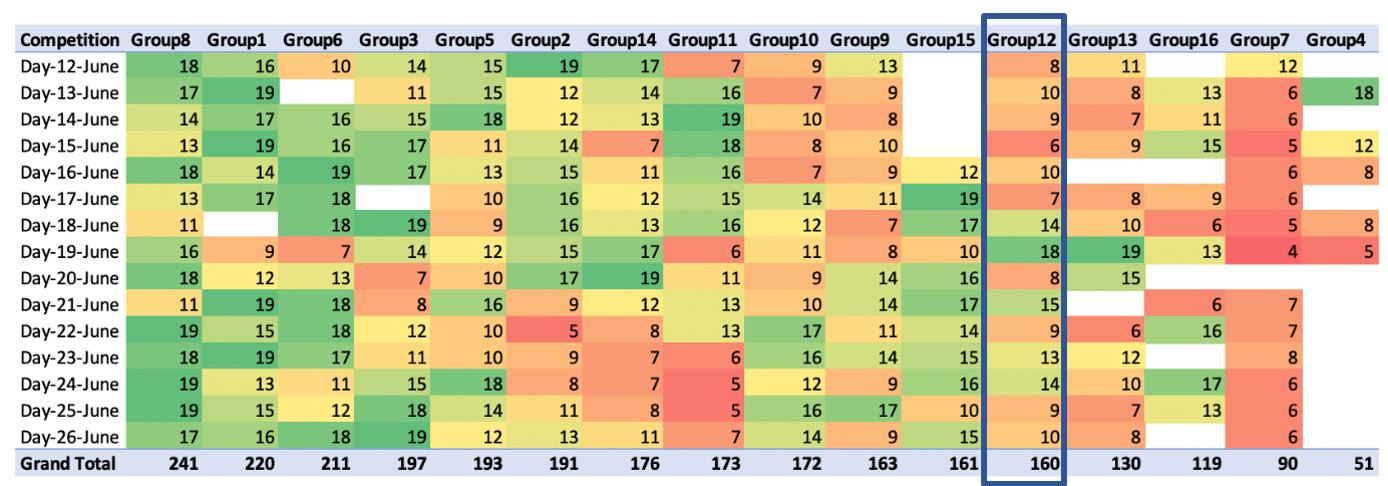 Competition Group8 Group1 Group6 Group3 Group5 Group2 Group14 Group11 Group10 Group9 Group15 Group12 Group13 Group16 Group7 Group4
Day-12-June 18 16 10 14 15 19 17 7 9 13 8 11 12
Day-13-June 17 19 11 15 12 14 16 7 9 10 8 13 6 18
Day-14-June 14 17 16 15 18 12 13 19 10 8 9 7 11 6
Day-15-June 13 19 16 17 11 14 7 18 8 10 6 9 15 5 12
Day-16-June 18 14 19 17 13 15 11 16 7 9 12 10 6 8
Day-17-June 13 17 18 10 16 12 15 14 11 19 7 8 9 6
Day-18-June 11 18 19 9 16 13 16 12 7 17 14 10 6 5 8
Day-19-June 16 9 7 14 12 15 17 6 11 8 10 18 19 13 4 5
Day-20-June 18 12 13 7 10 17 19 11 9 14 16 8 15
Day-21-June 11 19 18 8 16 9 12 13 10 14 17 15 6 7
Day-22-June 19 15 18 12 10 5 8 13 17 11 14 9 6 16 7
Day-23-June 18 19 17 11 10 9 7 6 16 14 15 13 12 8
Day-24-June 19 13 11 15 18 8 7 5 12 9 16 14 10 17 6
Day-25-June 19 15 12 18 14 11 8 5 16 17 10 9 7 13 6
Day-26-June 17 16 18 19 12 13 11 7 14 9 15 10 8 6
Grand Total 241 220 211 197 193 191 176 173 172 163 161 160 130 119 90 51